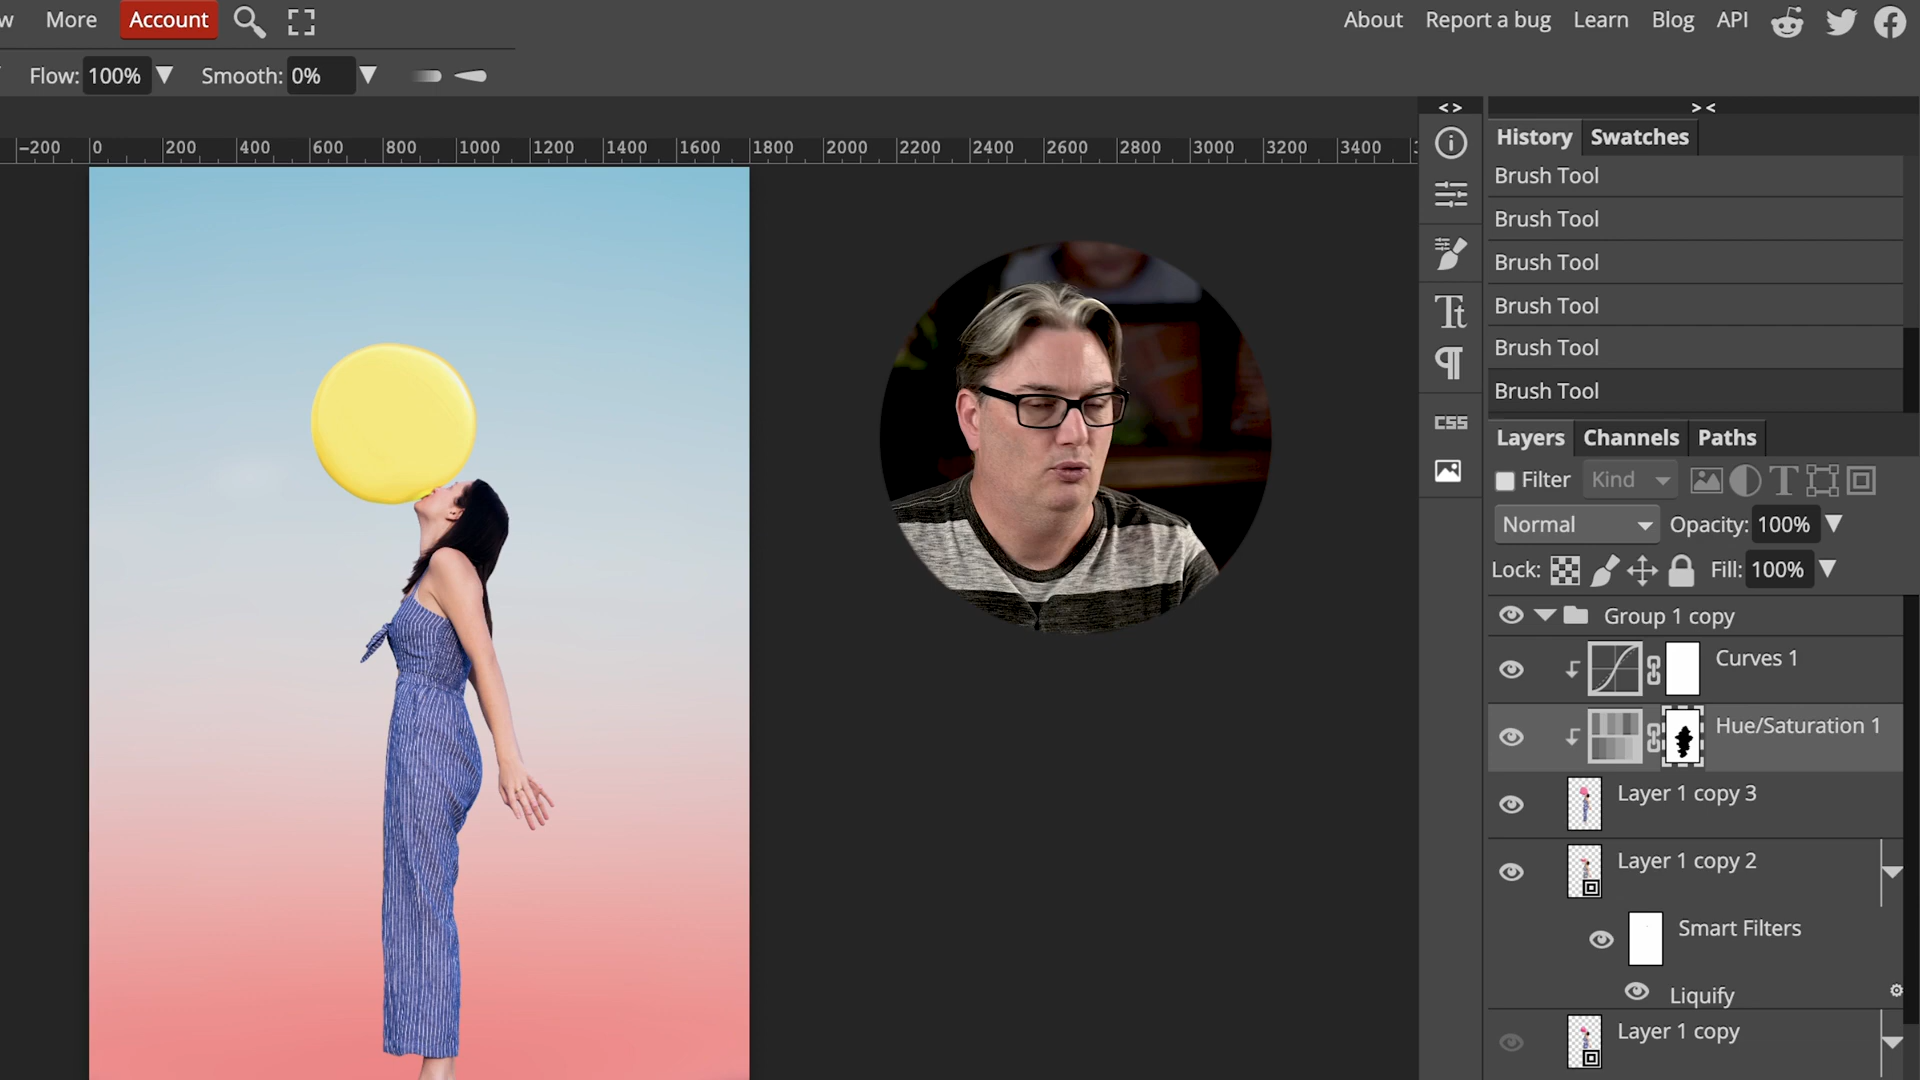 w More Account About Report a bug Learn Blog API
Flow: 100% Smooth: 0%
< > > <
-200 0 200 400 600 800 1000 1200 1400 1600 1800 2000 2200 2400 2600 2800 3000 3200 3400
History Swatches
Brush Tool
Brush Tool
Brush Tool
Brush Tool
Brush Tool
Brush Tool
CSS
Layers Channels Paths
Filter Kind
Normal Opacity: 100%
Lock: Fill: 100%
Group 1 copy
Curves 1
Hue/Saturation 1
Layer 1 copy 3
Layer 1 copy 2
Smart Filters
Liquify
Layer 1 copy